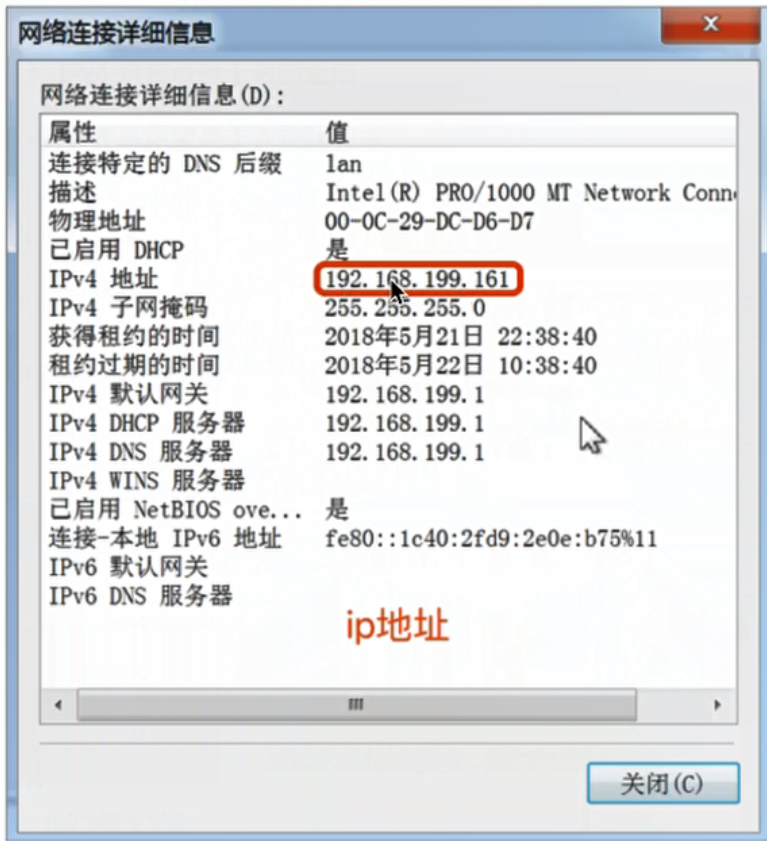 网络连接详细信息
网络连接详细信息(D):
属性 值
连接特定的 DNS 后缀 lan
描述 Intel(R) PRO/1000 MT Network Conn
物理地址 00-0C-29-DC-D6-D7
已启用 DHCP 是
IPv4 地址 192.168.199.161
IPv4 子网掩码 255.255.255.0
获得租约的时间 2018年5月21日 22:38:40
租约过期的时间 2018年5月22日 10:38:40
IPv4 默认网关 192.168.199.1
IPv4 DHCP 服务器 192.168.199.1
IPv4 DNS 服务器 192.168.199.1
IPv4 WINS 服务器
已启用 NetBIOS ove... 是
连接-本地 IPv6 地址 fe80::1c40:2fd9:2e0e:b75%11
IPv6 默认网关
IPv6 DNS 服务器
ip地址
关闭(C)